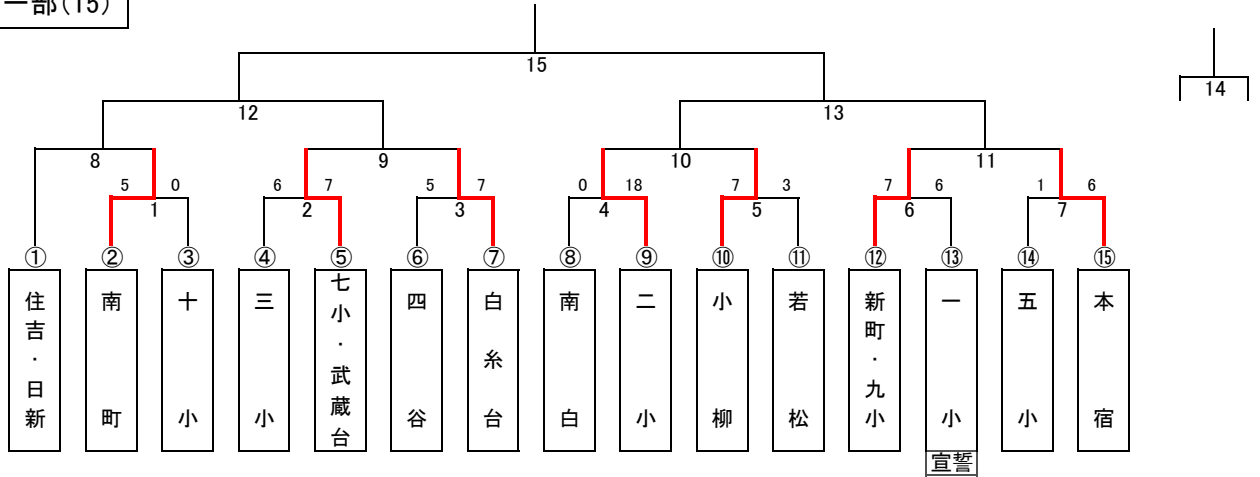 一部(15)
15
14
12
13
8
9
10
11
5 0
6 7
5 7
0 18
7 3
7 6
1 6
1
2
3
4
5
6
7
①
②
③
④
⑤
⑥
⑦
⑧
⑨
⑩
⑪
⑫
⑬
⑭
⑮
住吉・日新
南町
十小
三小
七小・武蔵台
四谷
白糸台
南白
二小
小柳
若松
新町・九小
一小
五小
本宿
宣誓